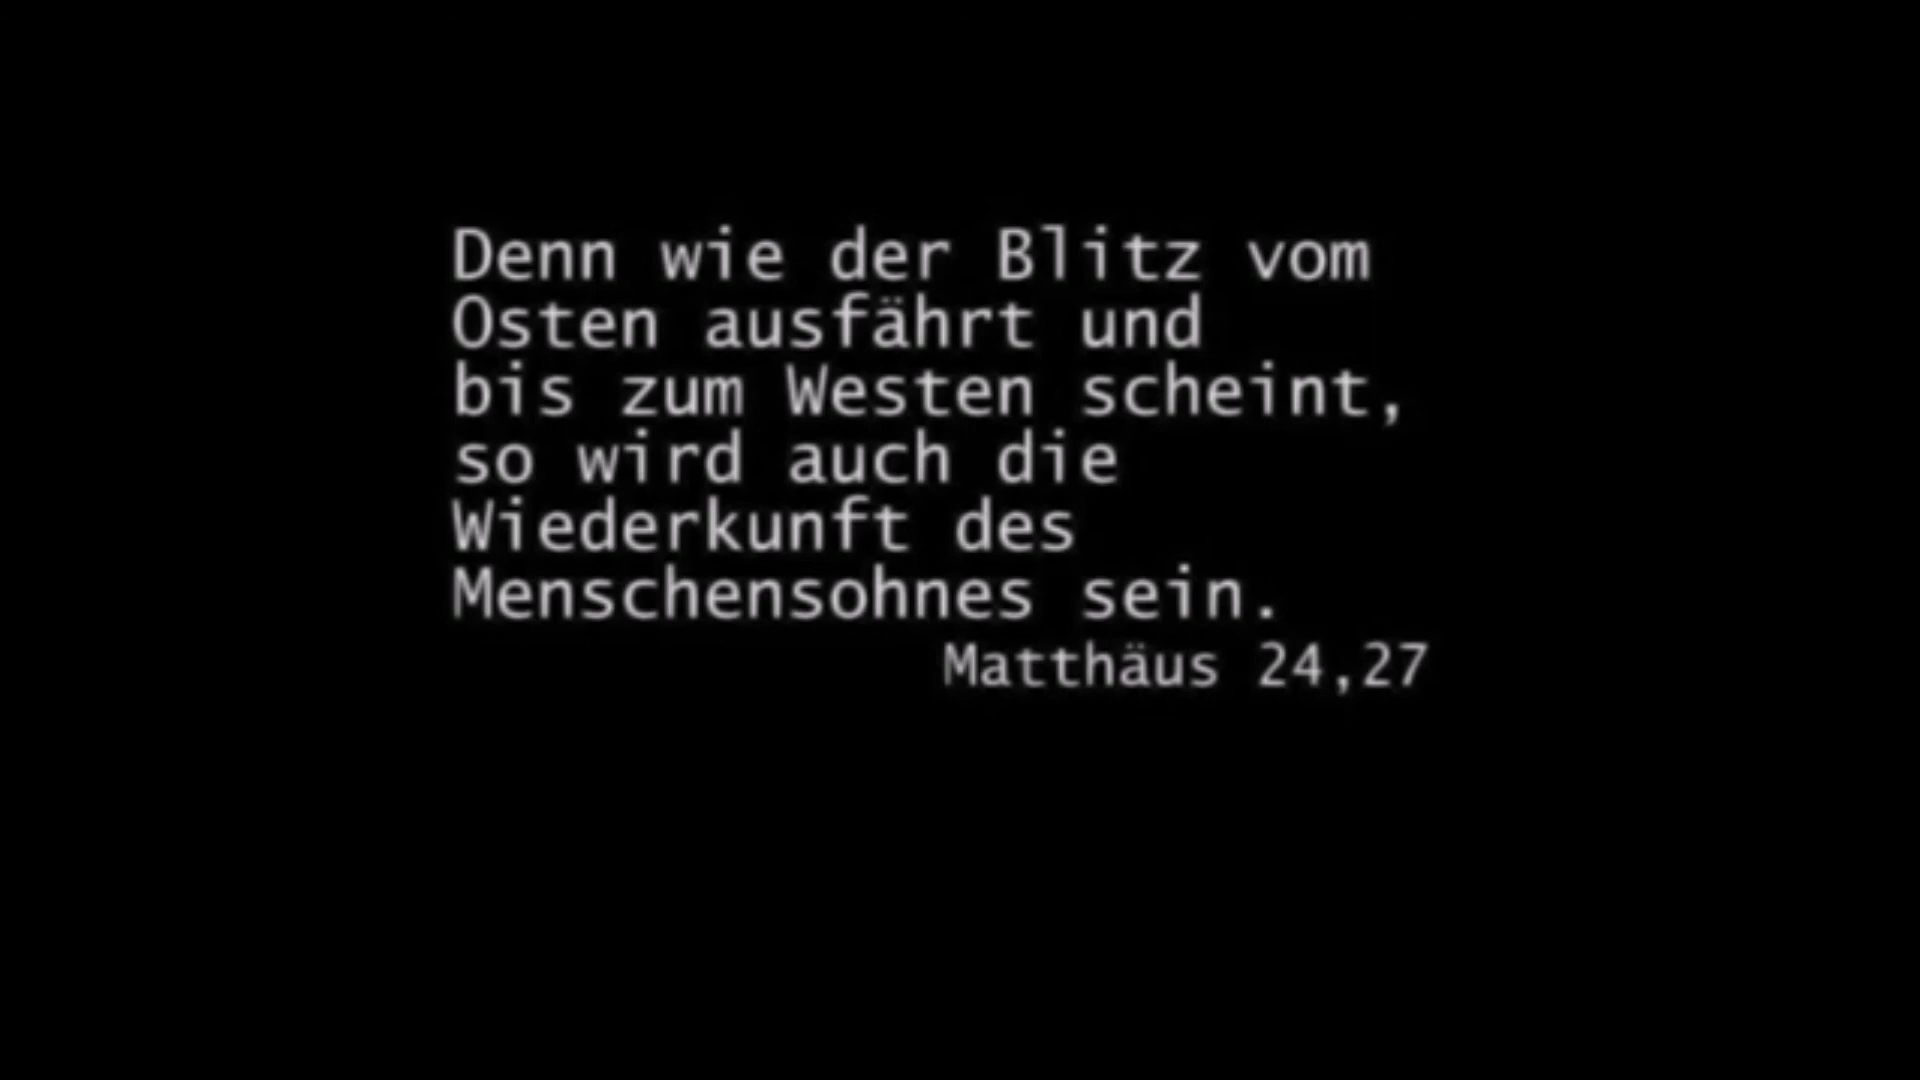 Denn wie der Blitz vom
Osten ausfährt und
bis zum Westen scheint,
so wird auch die
Wiederkunft des
Menschensohnes sein.
Matthäus 24,27